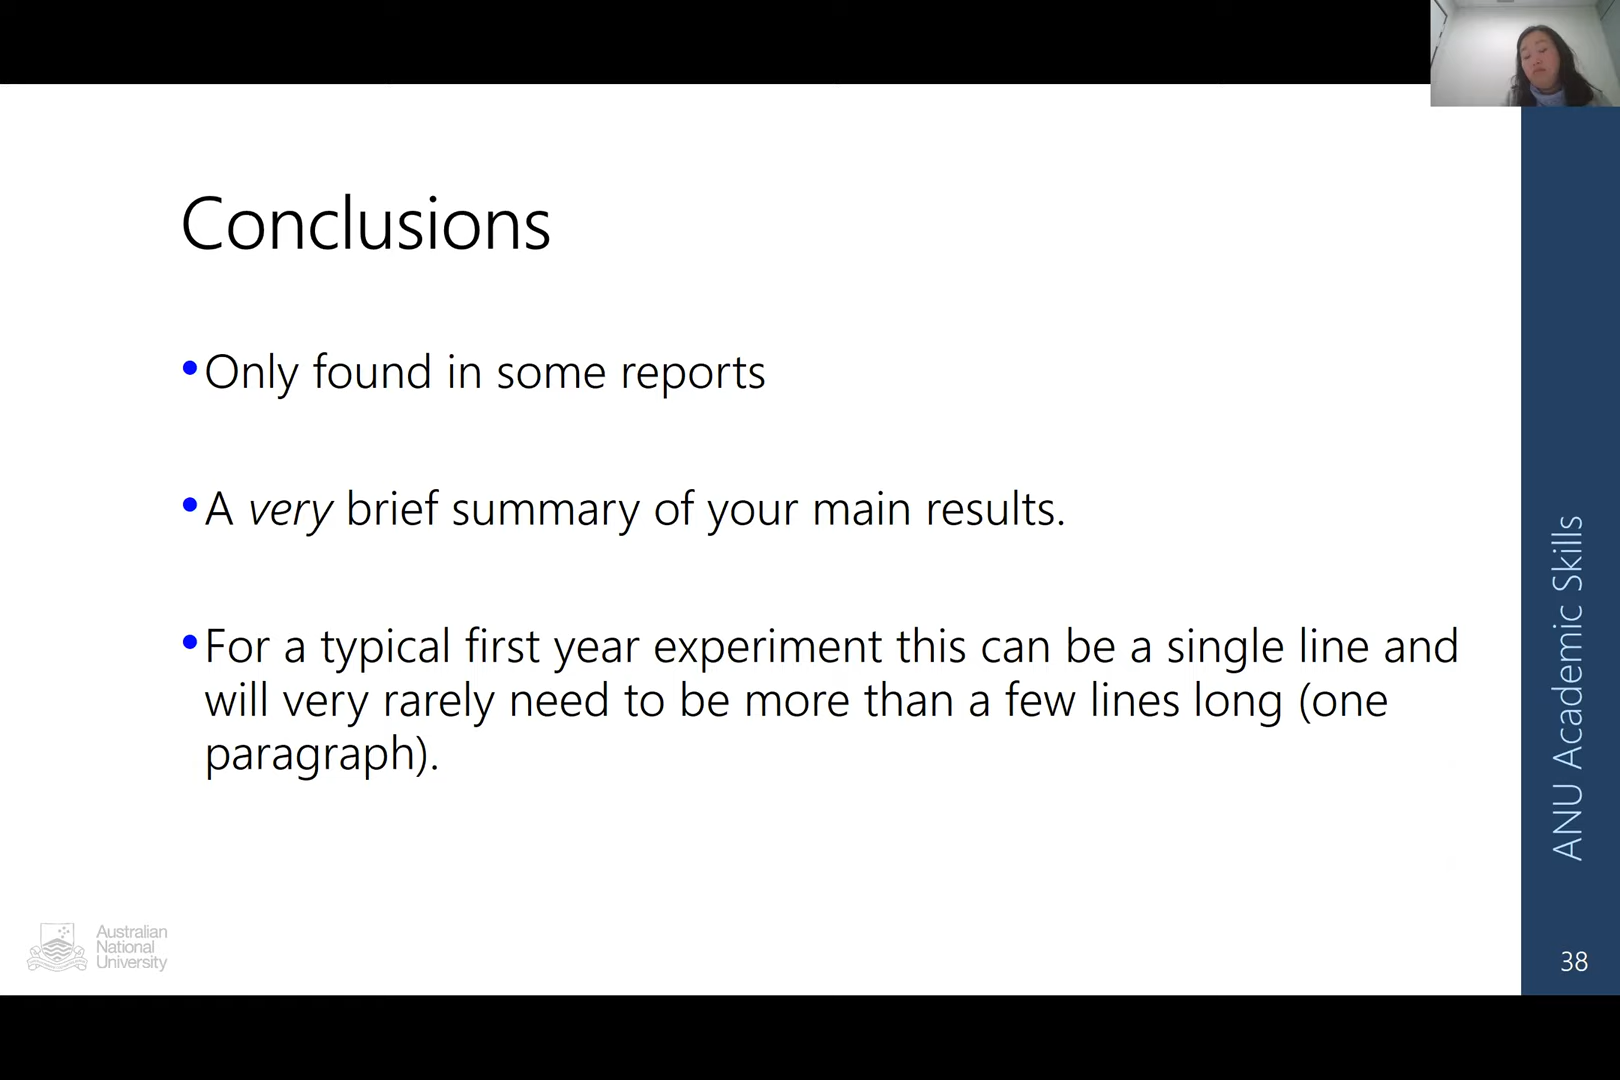 Conclusions
•Only found in some reports
•A very brief summary of your main results.
•For a typical first year experiment this can be a single line and
will very rarely need to be more than a few lines long (one
paragraph).
ANU Academic Skills
Australian
National
University
38